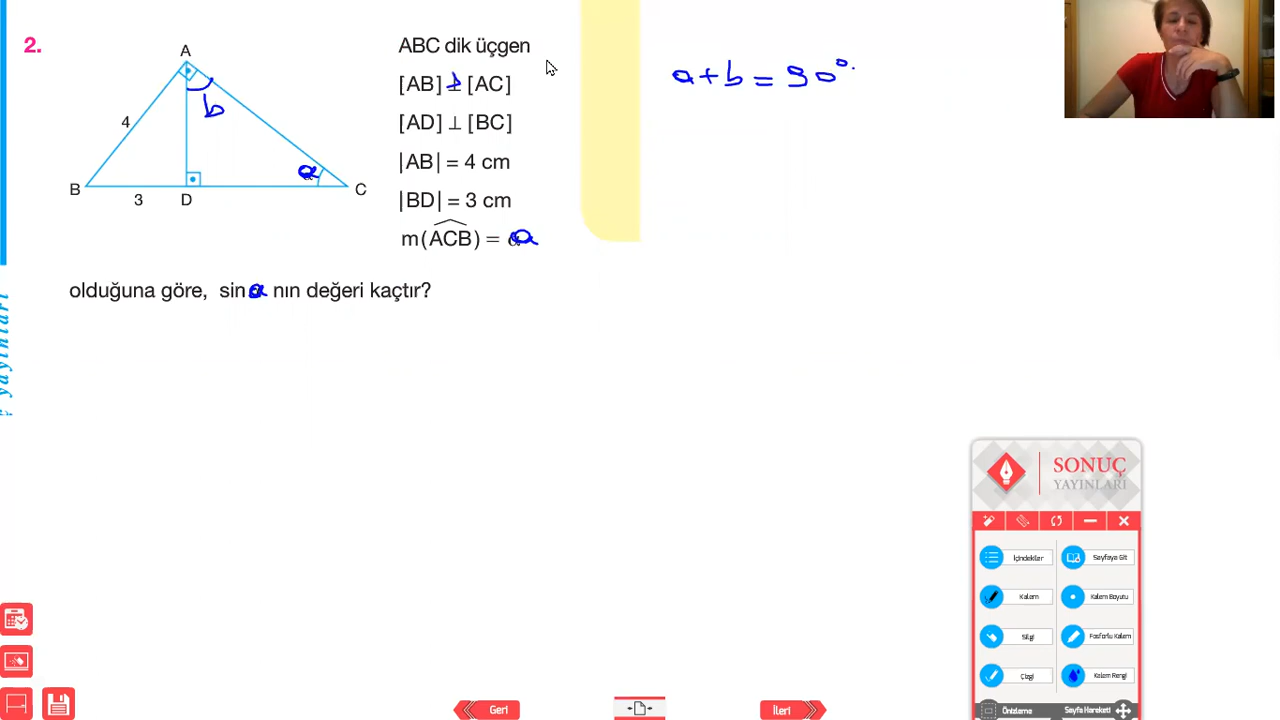 2.
A
b
4
a
B
3
D
C
ABC dik üçgen
[AB] ⊥ [AC]
[AD] ⊥ [BC]
|AB| = 4 cm
|BD| = 3 cm
m(ACB) = a
olduğuna göre, sin a nın değeri kaçtır?
a+b = 90°
yayınları
SONUÇ
YAYINLARI
İçindekiler
Sayfaya Git
Kalem
Kalem Boyutu
Silgi
Fosforlu Kalem
Çizgi
Kalem Rengi
Önizleme
Sayfa Hareketi
Geri
İleri